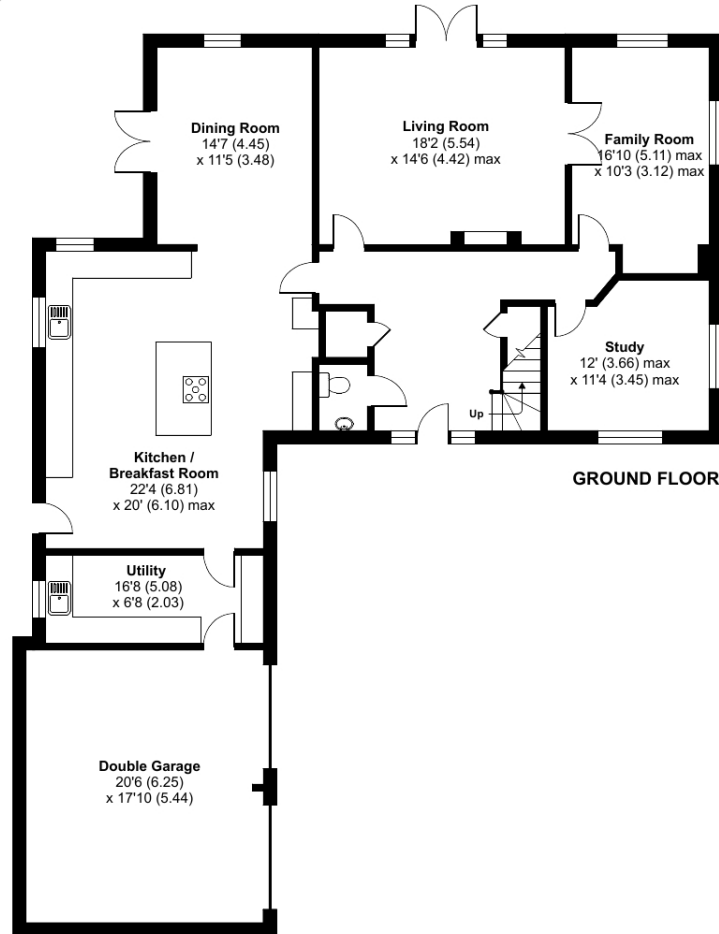 Dining Room
14'7 (4.45)
x 11'5 (3.48)
Living Room
18'2 (5.54)
x 14'6 (4.42) max
Family Room
16'10 (5.11) max
x 10'3 (3.12) max
Study
12' (3.66) max
x 11'4 (3.45) max
Up
Kitchen /
Breakfast Room
22'4 (6.81)
x 20' (6.10) max
GROUND FLOOR
Utility
16'8 (5.08)
x 6'8 (2.03)
Double Garage
20'6 (6.25)
x 17'10 (5.44)